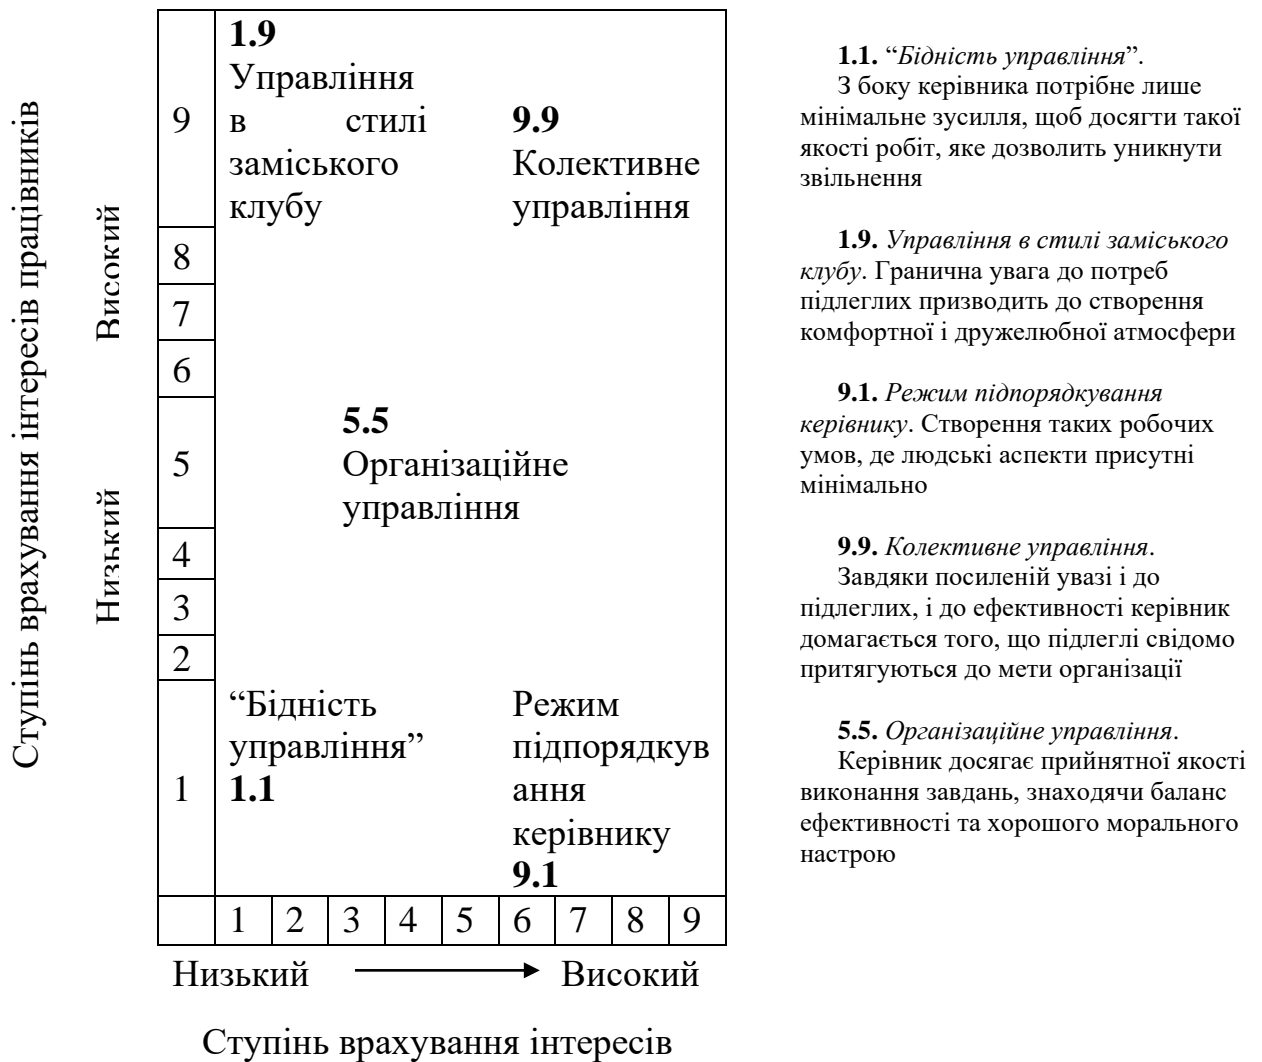 Ступінь врахування інтересів працівників
Високий
Низький
9
8
7
6
5
4
3
2
1
1.9
Управління
в стилі
заміського
клубу
9.9
Колективне
управління
5.5
Організаційне
управління
“Бідність
управління”
1.1
Режим
підпорядкув
ання
керівнику
9.1
1 2 3 4 5 6 7 8 9
Низький Високий
Ступінь врахування інтересів
1.1. “Бідність управління”.
З боку керівника потрібне лише
мінімальне зусилля, щоб досягти такої
якості робіт, яке дозволить уникнути
звільнення
1.9. Управління в стилі заміського
клубу. Гранична увага до потреб
підлеглих призводить до створення
комфортної і дружелюбної атмосфери
9.1. Режим підпорядкування
керівнику. Створення таких робочих
умов, де людські аспекти присутні
мінімально
9.9. Колективне управління.
Завдяки посиленій увазі і до
підлеглих, і до ефективності керівник
домагається того, що підлеглі свідомо
притягуються до мети організації
5.5. Організаційне управління.
Керівник досягає прийнятної якості
виконання завдань, знаходячи баланс
ефективності та хорошого морального
настрою